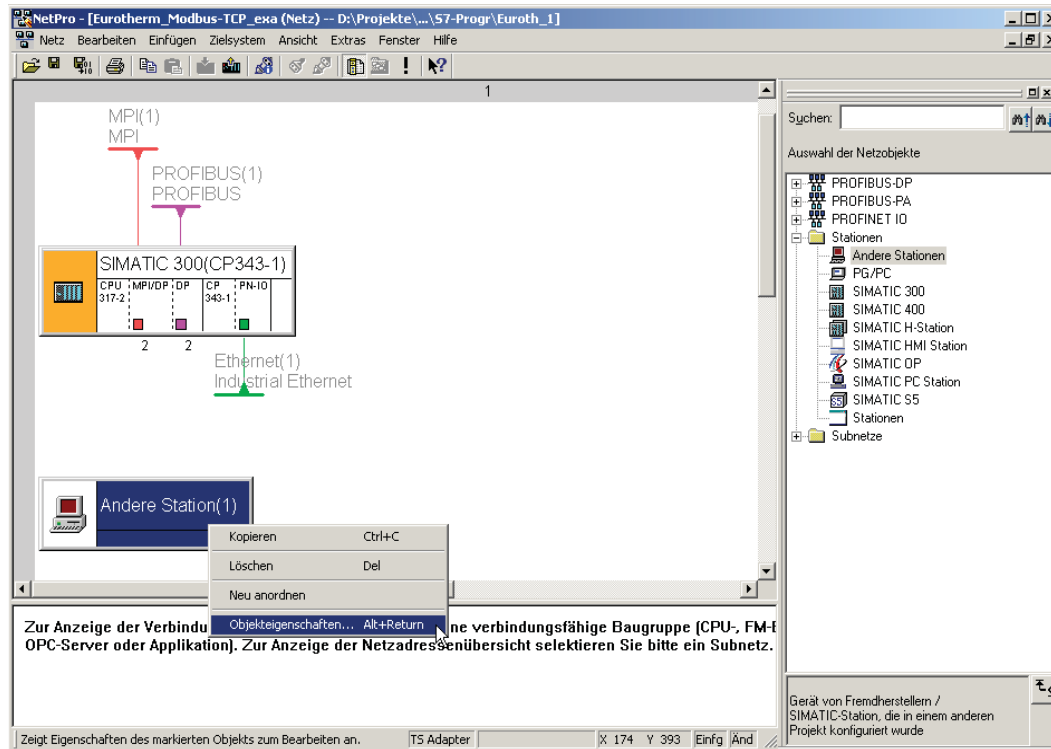 NetPro - [Eurotherm_Modbus-TCP_exa (Netz) -- D:\Projekte\...\S7-Progr\Euroth_1]
Netz Bearbeiten Einfügen Zielsystem Ansicht Extras Fenster Hilfe
1
MPI(1)
MPI
PROFIBUS(1)
PROFIBUS
SIMATIC 300(CP343-1)
CPU MPI/DP DP CP PN-IO
317-2 343-1
2 2
Ethernet(1)
Industrial Ethernet
Andere Station(1)
Kopieren Ctrl+C
Löschen Del
Neu anordnen
Objekteigenschaften... Alt+Return
Zur Anzeige der Verbindu ne verbindungsfähige Baugruppe (CPU-, FM-B
OPC-Server oder Applikation). Zur Anzeige der Netzadressenübersicht selektieren Sie bitte ein Subnetz.
Suchen:
Auswahl der Netzobjekte
PROFIBUS-DP
PROFIBUS-PA
PROFINET IO
Stationen
Andere Stationen
PG/PC
SIMATIC 300
SIMATIC 400
SIMATIC H-Station
SIMATIC HMI Station
SIMATIC OP
SIMATIC PC Station
SIMATIC S5
Stationen
Subnetze
Gerät von Fremdherstellern /
SIMATIC-Station, die in einem anderen
Projekt konfiguriert wurde
Zeigt Eigenschaften des markierten Objekts zum Bearbeiten an. TS Adapter X 174 Y 393 Einfg Änd